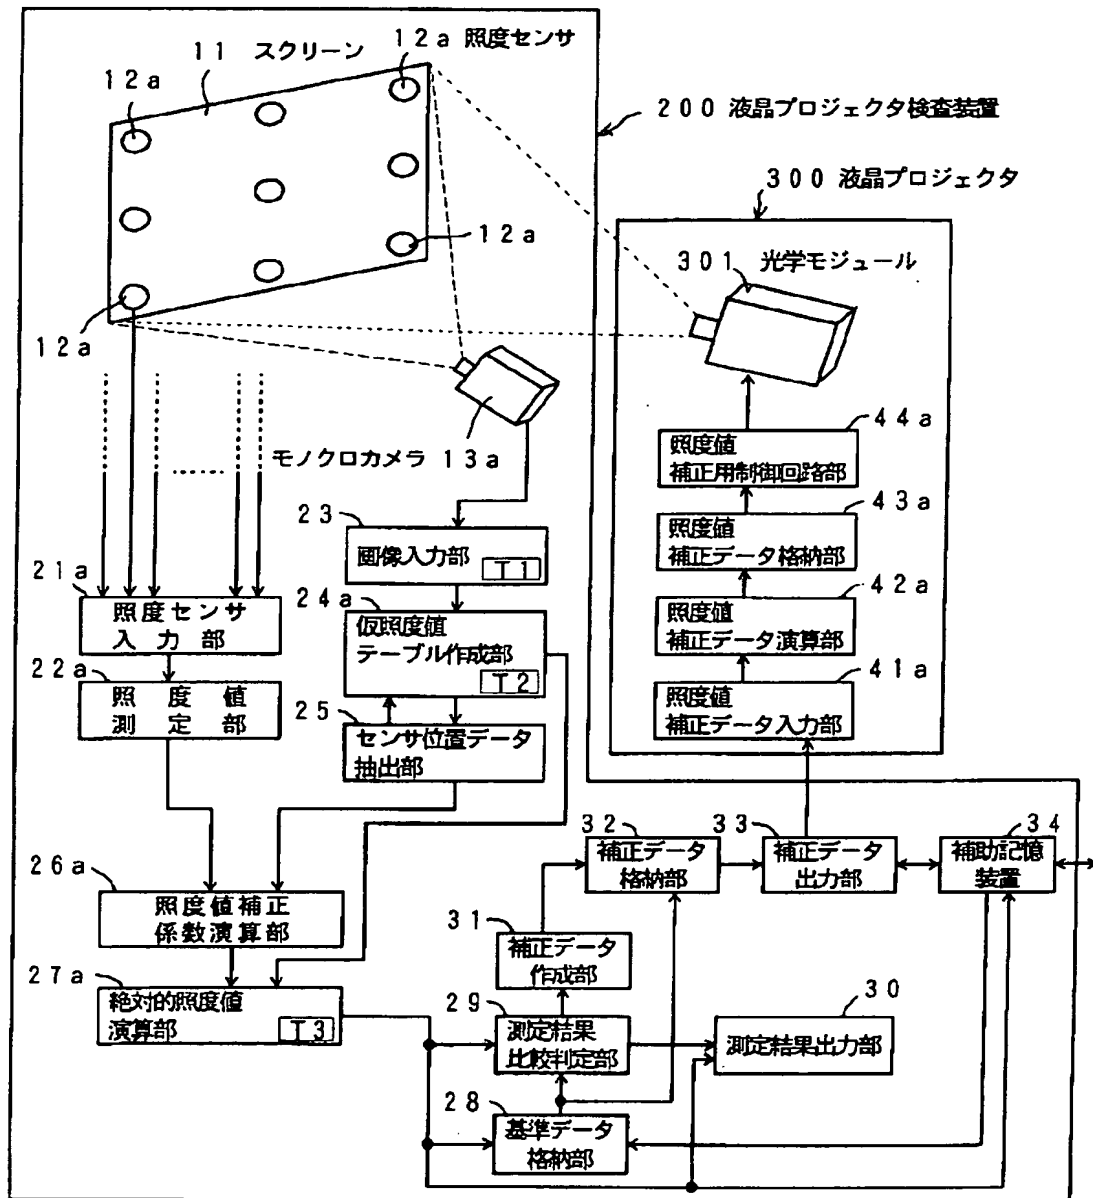 12a 照度センサ
11 スクリーン
12a
200 液晶プロジェクタ検査装置
300 液晶プロジェクタ
12a
301 光学モジュール
12a
44a
照度値
補正用制御回路部
モノクロカメラ 13a
43a
照度値
補正データ格納部
23
画像入力部
T1
21a
照度センサ
入力部
24a
仮照度値
テーブル作成部
T2
42a
照度値
補正データ演算部
22a
照度値
測定部
41a
照度値
補正データ入力部
25
センサ位置データ
抽出部
32
補正データ
格納部
33
補正データ
出力部
34
補助記憶
装置
26a
照度値補正
係数演算部
31
補正データ
作成部
27a
絶対的照度値
演算部
T3
29
測定結果
比較判定部
30
測定結果出力部
28
基準データ
格納部